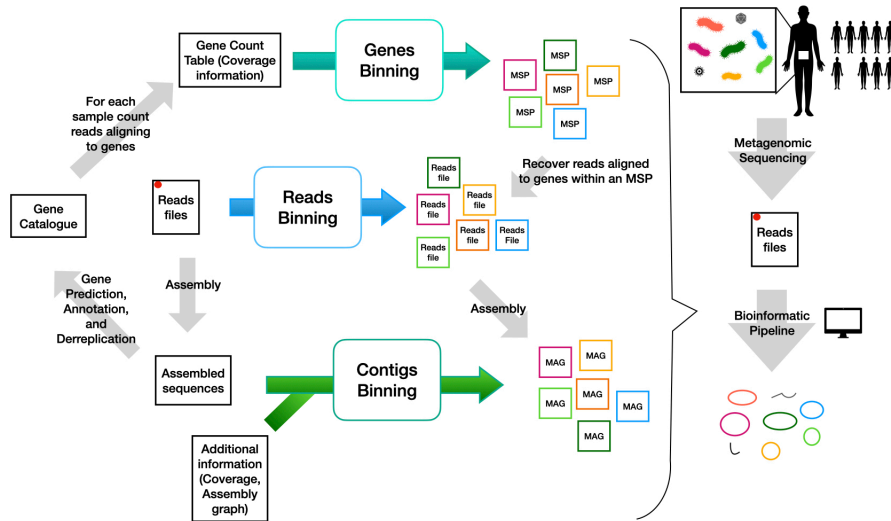 Gene Count
Table (Coverage
information)
Genes
Binning
MSP
MSP
MSP
MSP
MSP
MSP
For each
sample count
reads aligning
to genes
Recover reads aligned
to genes within an MSP
Gene
Catalogue
Reads
files
Reads
Binning
Reads
file
Reads
file
Reads
file
Reads
file
Reads
file
Reads
File
Gene
Prediction,
Annotation,
and
Derreplication
Assembly
Assembly
Assembled
sequences
Contigs
Binning
MAG
MAG
MAG
MAG
MAG
MAG
Additional
information
(Coverage,
Assembly
graph)
Metagenomic
Sequencing
Reads
files
Bioinformatic
Pipeline